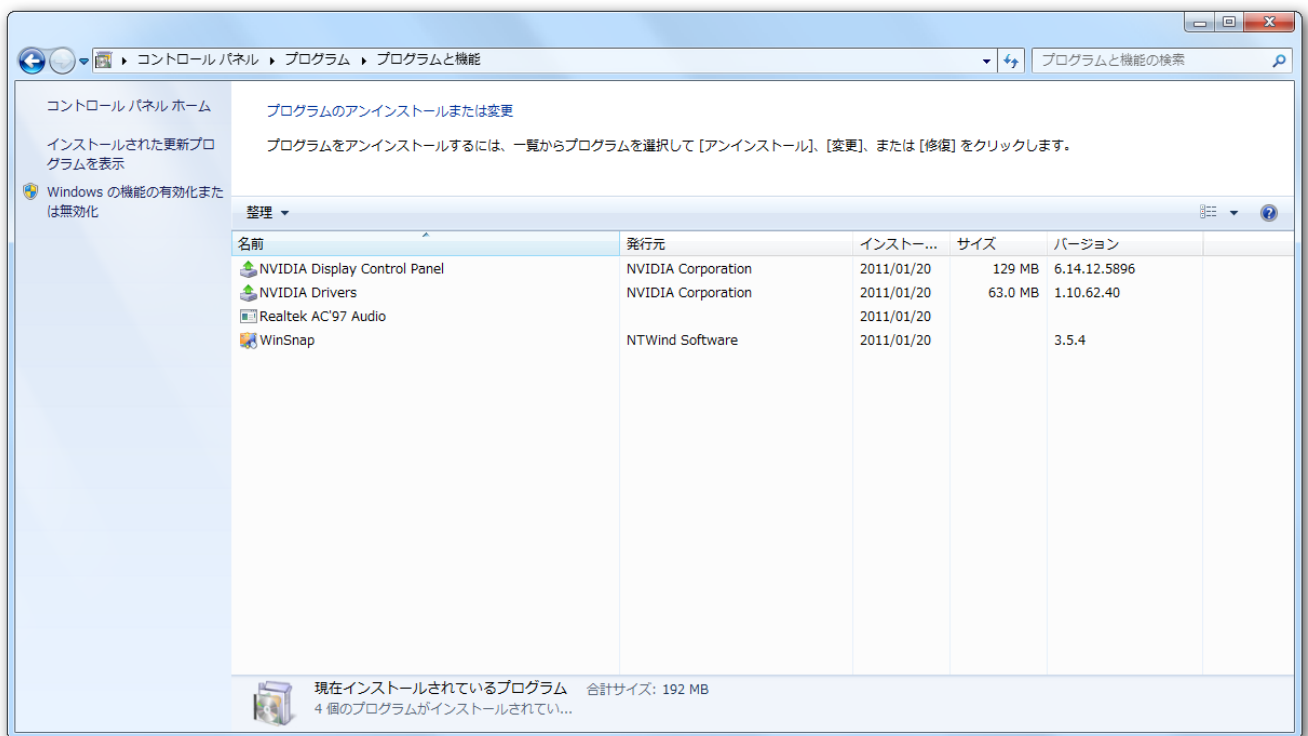 コントロール パネル ▸ プログラム ▸ プログラムと機能
プログラムと機能の検索
コントロール パネル ホーム
インストールされた更新プロ
グラムを表示
Windows の機能の有効化また
は無効化
プログラムのアンインストールまたは変更
プログラムをアンインストールするには、一覧からプログラムを選択して [アンインストール]、[変更]、または [修復] をクリックします。
整理
名前 発行元 インストー... サイズ バージョン
NVIDIA Display Control Panel NVIDIA Corporation 2011/01/20 129 MB 6.14.12.5896
NVIDIA Drivers NVIDIA Corporation 2011/01/20 63.0 MB 1.10.62.40
Realtek AC'97 Audio 2011/01/20
WinSnap NTWind Software 2011/01/20 3.5.4
現在インストールされているプログラム 合計サイズ: 192 MB
4 個のプログラムがインストールされてい...